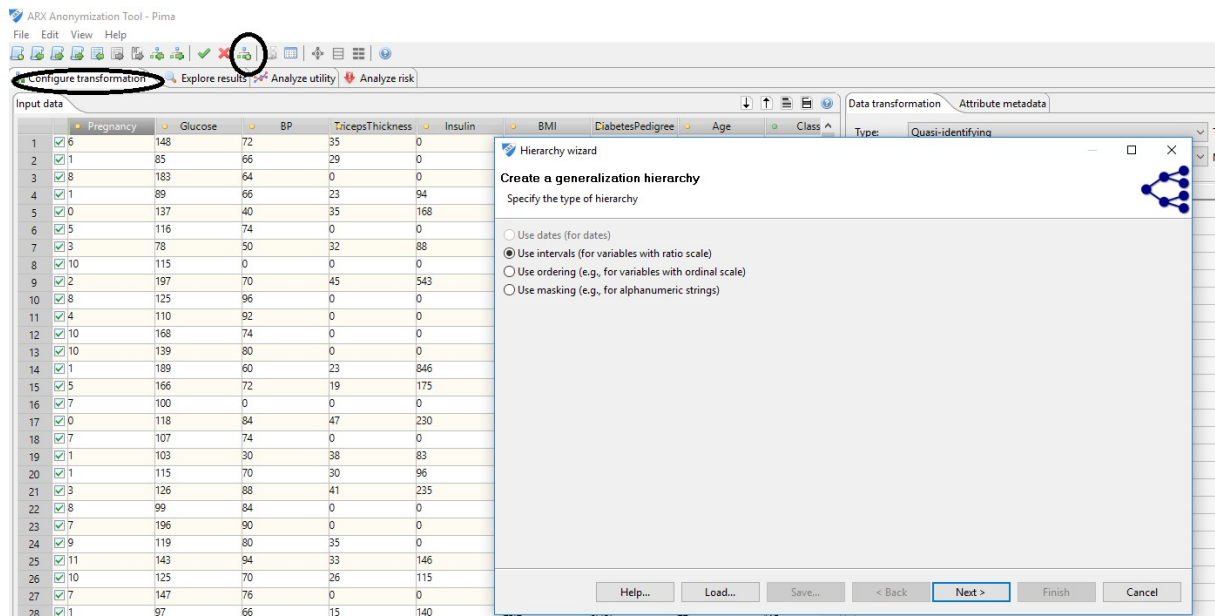 ARX Anonymization Tool - Pima
File Edit View Help
Configure transformation Explore results Analyze utility Analyze risk
Input data Data transformation Attribute metadata
Pregnancy Glucose BP TricepsThickness Insulin BMI DiabetesPedigree Age Class Type: Quasi-identifying
1 6 148 72 35 0
2 1 85 66 29 0
3 8 183 64 0 0
4 1 89 66 23 94
5 0 137 40 35 168
6 5 116 74 0 0
7 3 78 50 32 88
8 10 115 0 0 0
9 2 197 70 45 543
10 8 125 96 0 0
11 4 110 92 0 0
12 10 168 74 0 0
13 10 139 80 0 0
14 1 189 60 23 846
15 5 166 72 19 175
16 7 100 0 0 0
17 0 118 84 47 230
18 7 107 74 0 0
19 1 103 30 38 83
20 1 115 70 30 96
21 3 126 88 41 235
22 8 99 84 0 0
23 7 196 90 0 0
24 9 119 80 35 0
25 11 143 94 33 146
26 10 125 70 26 115
27 7 147 76 0 0
28 1 97 66 15 140
Hierarchy wizard
Create a generalization hierarchy
Specify the type of hierarchy
Use dates (for dates)
Use intervals (for variables with ratio scale)
Use ordering (e.g., for variables with ordinal scale)
Use masking (e.g., for alphanumeric strings)
Help... Load... Save... < Back Next > Finish Cancel